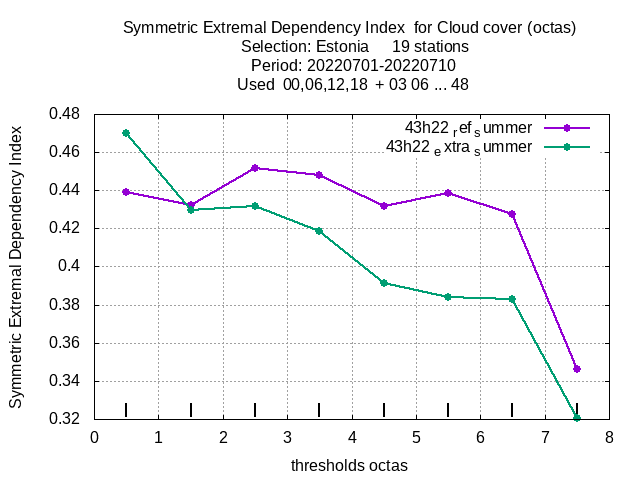 Symmetric Extremal Dependency Index  for Cloud cover (octas)
Selection: Estonia     19 stations
Period: 20220701-20220710
Used  00,06,12,18  + 03 06 ... 48
Symmetric Extremal Dependency Index
0.48
0.46
0.44
0.42
0.4
0.38
0.36
0.34
0.32
43h22 ref summer
43h22 extra summer
0 1 2 3 4 5 6 7 8
thresholds octas